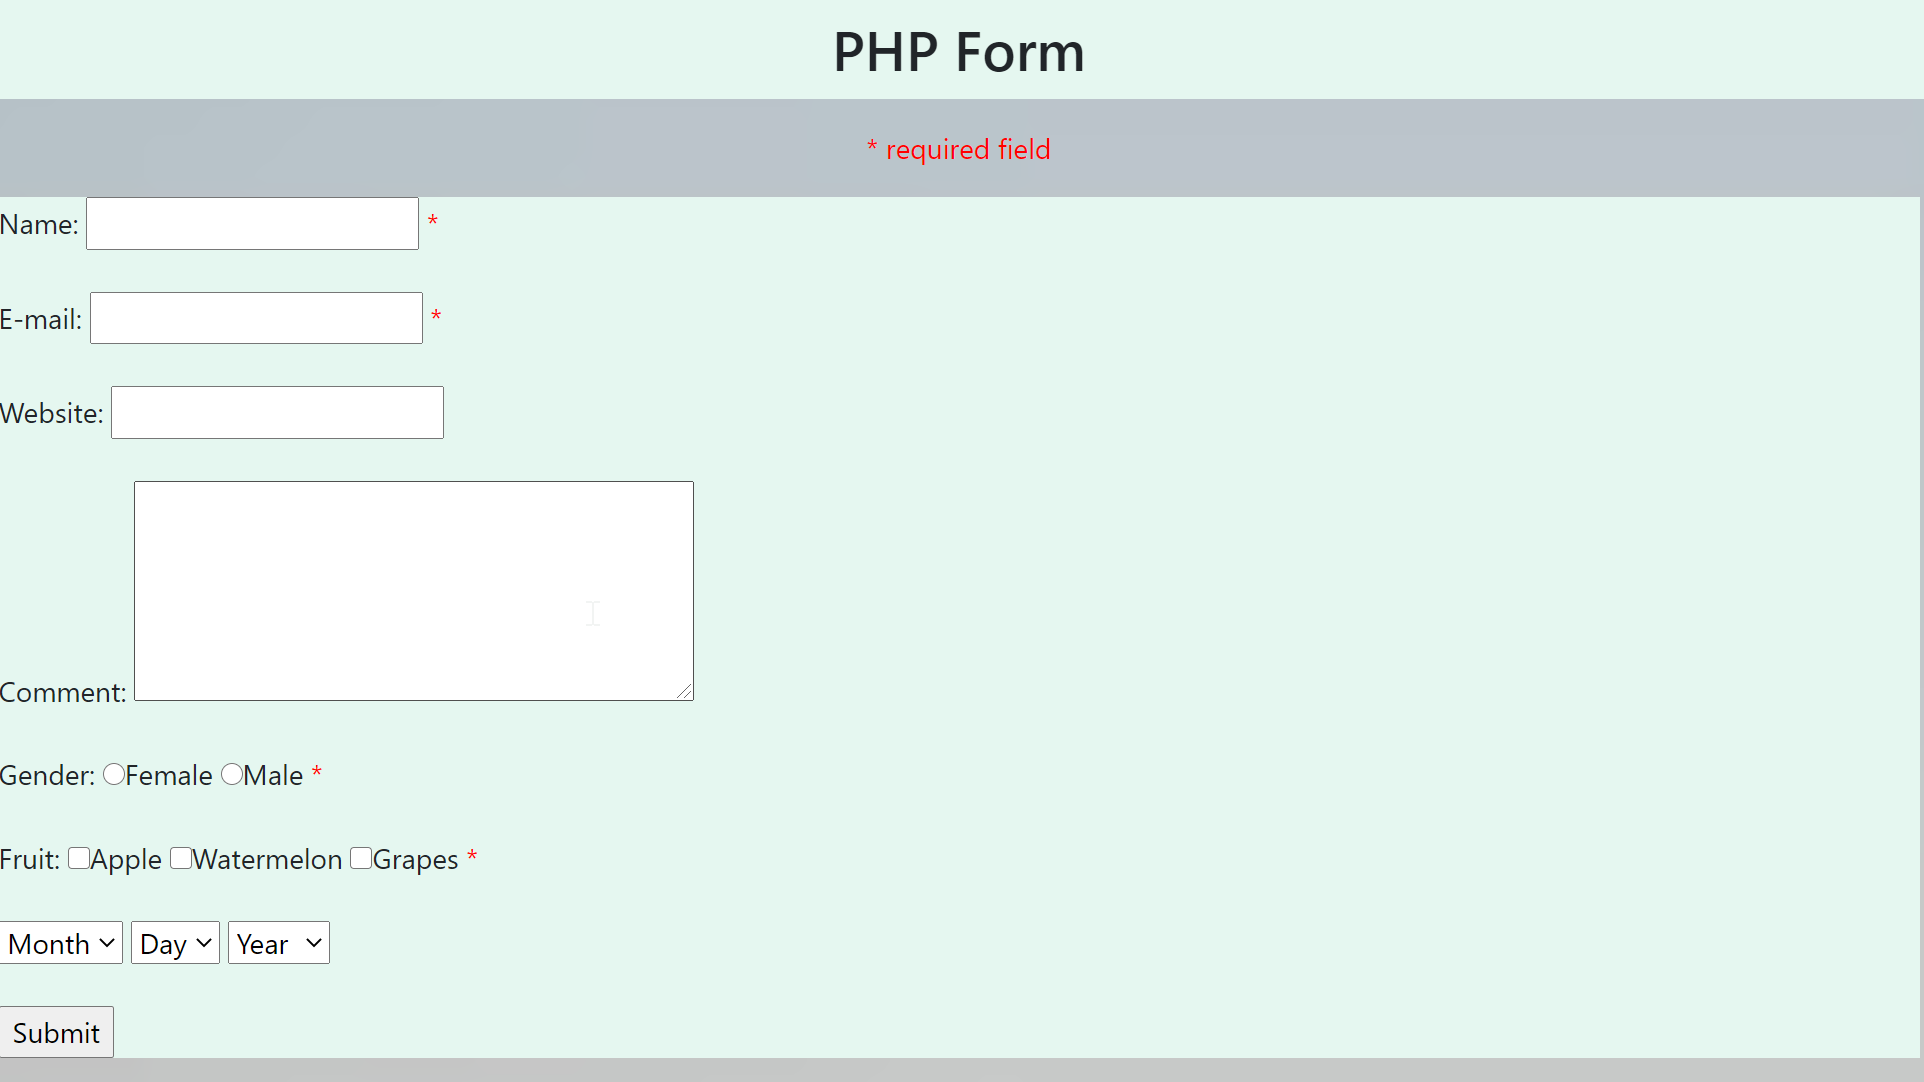 PHP Form
* required field
Name: *
E-mail: *
Website:
Comment:
Gender: Female Male *
Fruit: Apple Watermelon Grapes *
Month Day Year
Submit